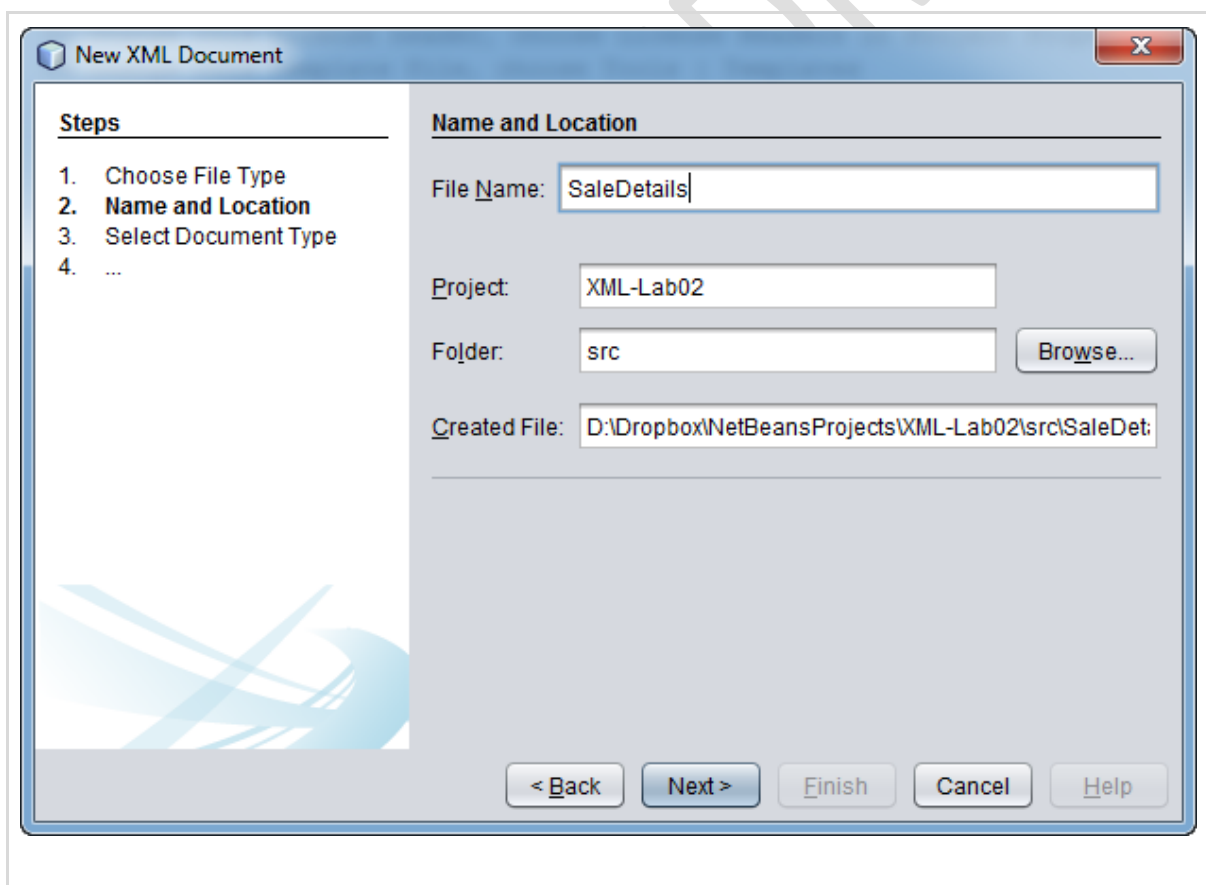 New XML Document
Steps
1. Choose File Type
2. Name and Location
3. Select Document Type
4. ...
Name and Location
File Name: SaleDetails
Project: XML-Lab02
Folder: src Browse...
Created File: D:\Dropbox\NetBeansProjects\XML-Lab02\src\SaleDet
< Back Next > Finish Cancel Help